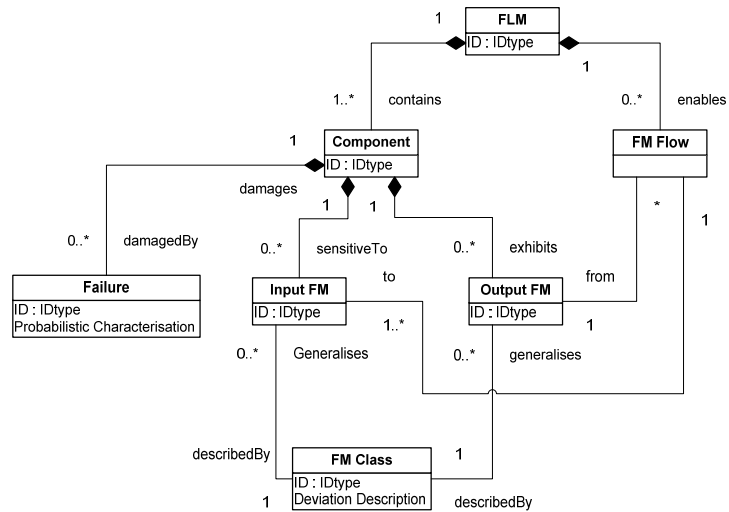 1
FLM
ID : IDtype
1
1..*
contains
0..*
enables
1
Component
ID : IDtype
FM Flow
damages
1
1
*
1
0..*
damagedBy
0..*
sensitiveTo
0..*
exhibits
to
from
Failure
ID : IDtype
Probabilistic Characterisation
Input FM
ID : IDtype
Output FM
ID : IDtype
1..*
1
0..*
Generalises
0..*
generalises
describedBy
1
FM Class
ID : IDtype
Deviation Description
1
describedBy